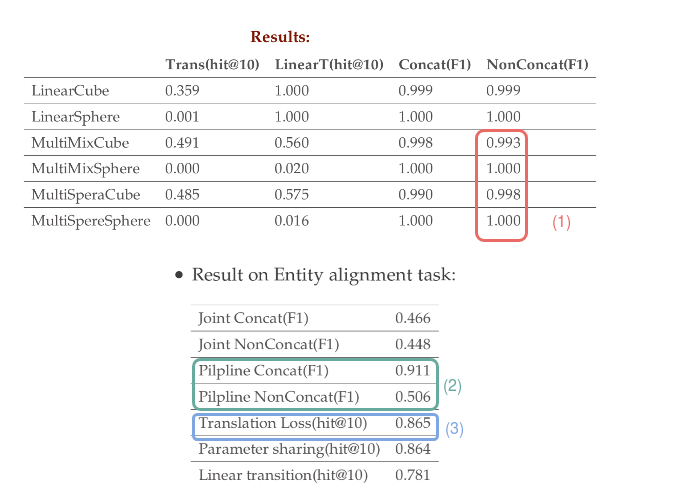 Results:
Trans(hit@10) LinearT(hit@10) Concat(F1) NonConcat(F1)
LinearCube 0.359 1.000 0.999 0.999
LinearSphere 0.001 1.000 1.000 1.000
MultiMixCube 0.491 0.560 0.998 0.993
MultiMixSphere 0.000 0.020 1.000 1.000
MultiSperaCube 0.485 0.575 0.990 0.998
MultiSpereSphere 0.000 0.016 1.000 1.000 (1)
• Result on Entity alignment task:
Joint Concat(F1) 0.466
Joint NonConcat(F1) 0.448
Pilpline Concat(F1) 0.911
(2)
Pilpline NonConcat(F1) 0.506
Translation Loss(hit@10) 0.865 (3)
Parameter sharing(hit@10) 0.864
Linear transition(hit@10) 0.781